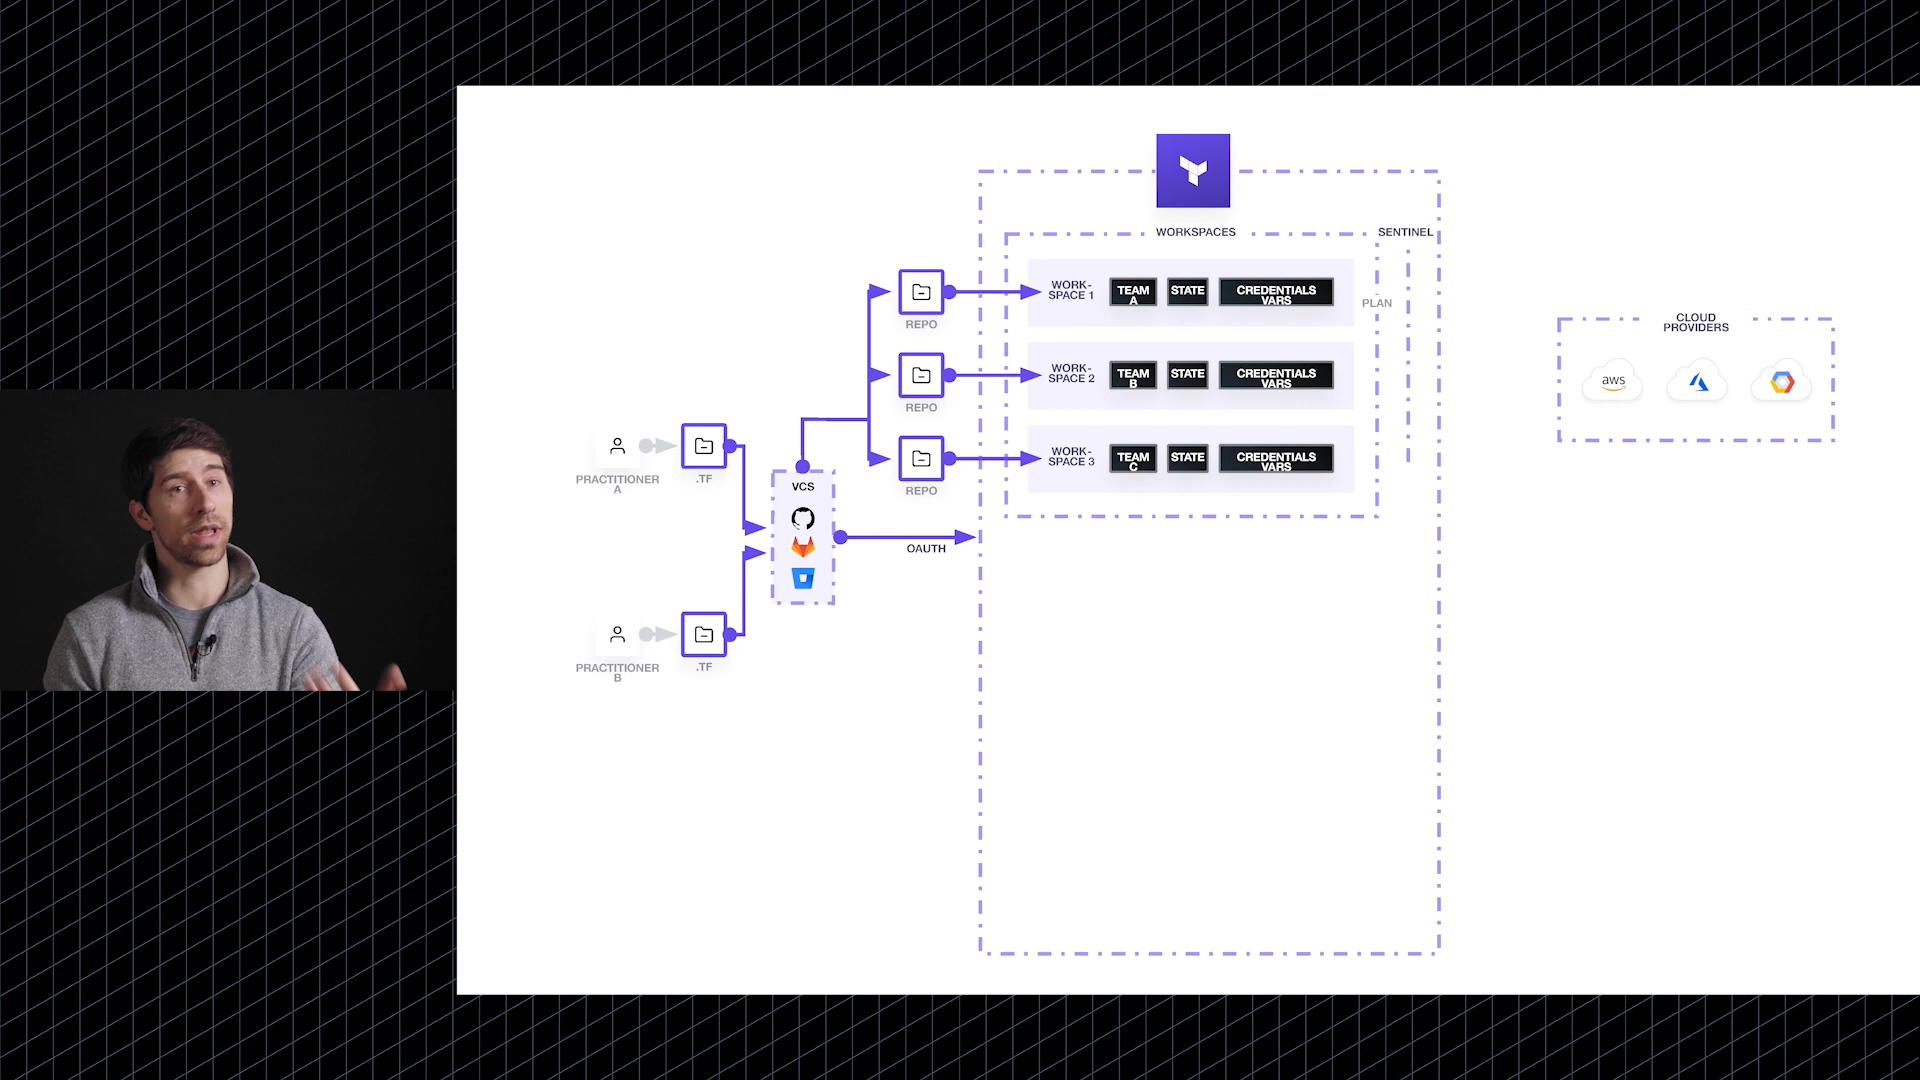 WORKSPACES
SENTINEL
WORK-
SPACE 1
TEAM
A
STATE
CREDENTIALS
VARS
PLAN
REPO
CLOUD
PROVIDERS
aws
WORK-
SPACE 2
TEAM
B
STATE
CREDENTIALS
VARS
REPO
WORK-
SPACE 3
TEAM
C
STATE
CREDENTIALS
VARS
REPO
PRACTITIONER
A
.TF
VCS
OAUTH
PRACTITIONER
B
.TF